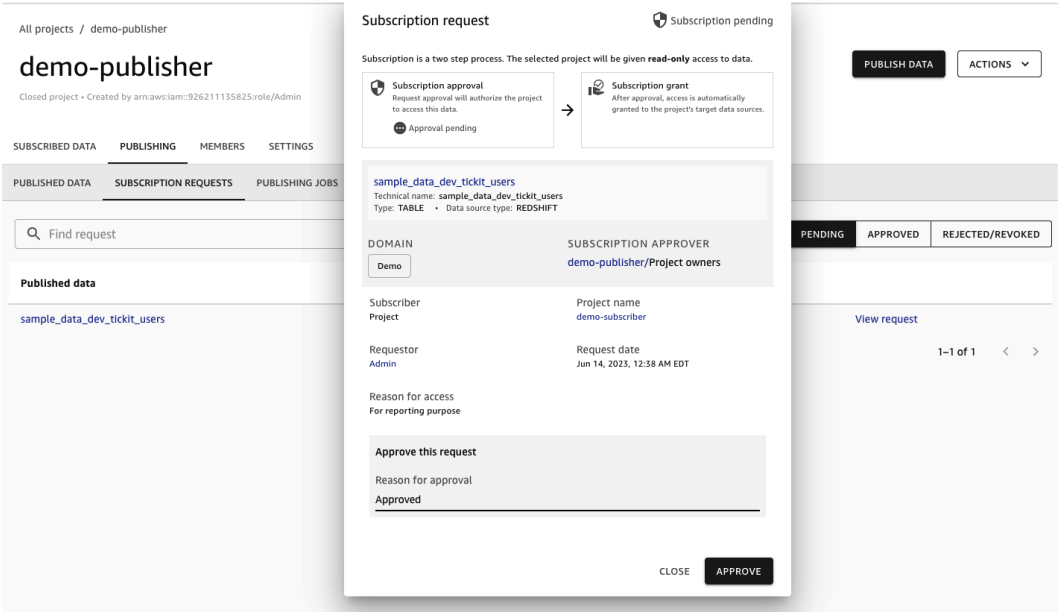 All projects / demo-publisher
demo-publisher
Closed project • Created by arn:aws:iam::926211135825:role/Admin
PUBLISH DATA
ACTIONS
SUBSCRIBED DATA
PUBLISHING
MEMBERS
SETTINGS
PUBLISHED DATA
SUBSCRIPTION REQUESTS
PUBLISHING JOBS
Find request
PENDING
APPROVED
REJECTED/REVOKED
Published data
sample_data_dev_tickit_users
View request
1–1 of 1
Subscription request
Subscription pending
Subscription is a two step process. The selected project will be given read-only access to data.
Subscription approval
Request approval will authorize the project
to access this data.
Approval pending
Subscription grant
After approval, access is automatically
granted to the project's target data sources.
sample_data_dev_tickit_users
Technical name: sample_data_dev_tickit_users
Type: TABLE • Data source type: REDSHIFT
DOMAIN
Demo
SUBSCRIPTION APPROVER
demo-publisher/Project owners
Subscriber
Project
Project name
demo-subscriber
Requestor
Admin
Request date
Jun 14, 2023, 12:38 AM EDT
Reason for access
For reporting purpose
Approve this request
Reason for approval
Approved
CLOSE
APPROVE